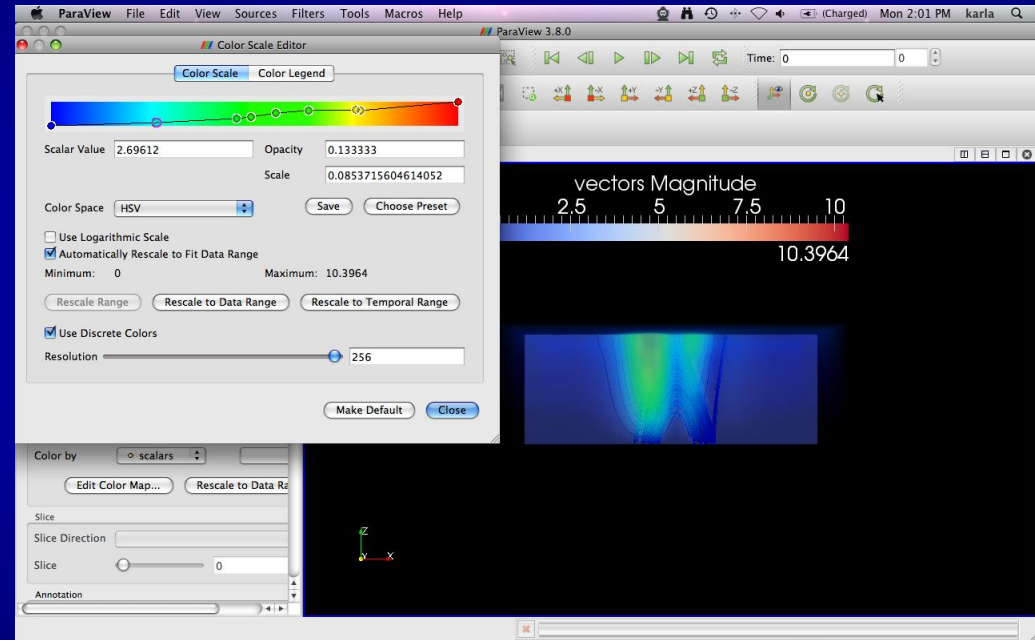 ParaView File Edit View Sources Filters Tools Macros Help (Charged) Mon 2:01 PM karla
ParaView 3.8.0
Color Scale Editor
Time: 0 0
Color Scale Color Legend
+X -X +Y -Y +Z -Z
Scalar Value 2.69612 Opacity 0.133333
Scale 0.0853715604614052
Color Space HSV Save Choose Preset
Use Logarithmic Scale
Automatically Rescale to Fit Data Range
Minimum: 0 Maximum: 10.3964
Rescale Range Rescale to Data Range Rescale to Temporal Range
Use Discrete Colors
Resolution 256
Make Default Close
vectors Magnitude
2.5 5 7.5 10
10.3964
Color by scalars
Edit Color Map... Rescale to Data Ra
Slice
Slice Direction
Slice 0
Annotation
Z
Y X